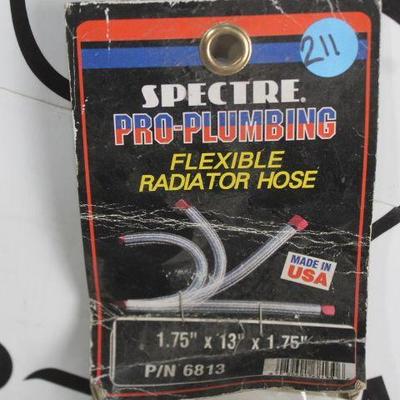 211
SPECTRE®
PRO-PLUMBING
FLEXIBLE
RADIATOR HOSE
MADE IN
USA
1.75" x 13" x 1.75"
P/N 6813